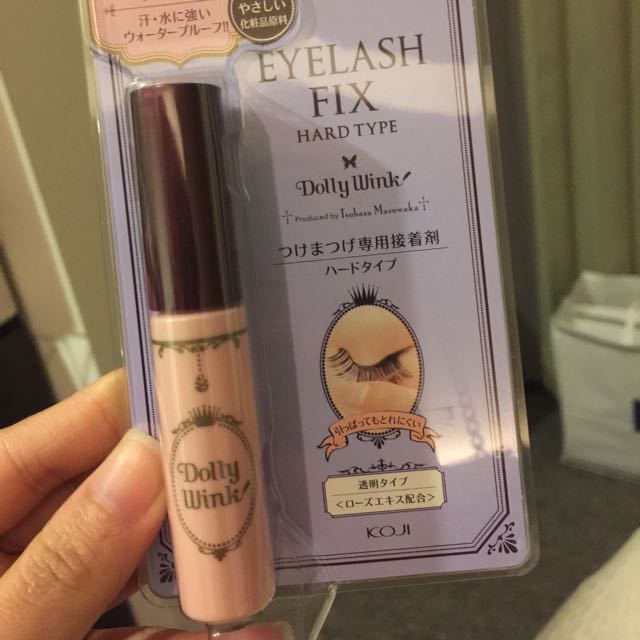 汗・水に強い
ウォータープルーフ!!
やさしい
化粧品原料
EYELASH
FIX
HARD TYPE
Dolly Wink!
Produced by Tsubasa Masuwaka
つけまつげ専用接着剤
ハードタイプ
引っぱってもとれにくい
透明タイプ
<ローズエキス配合>
KOJI
Dolly
Wink!